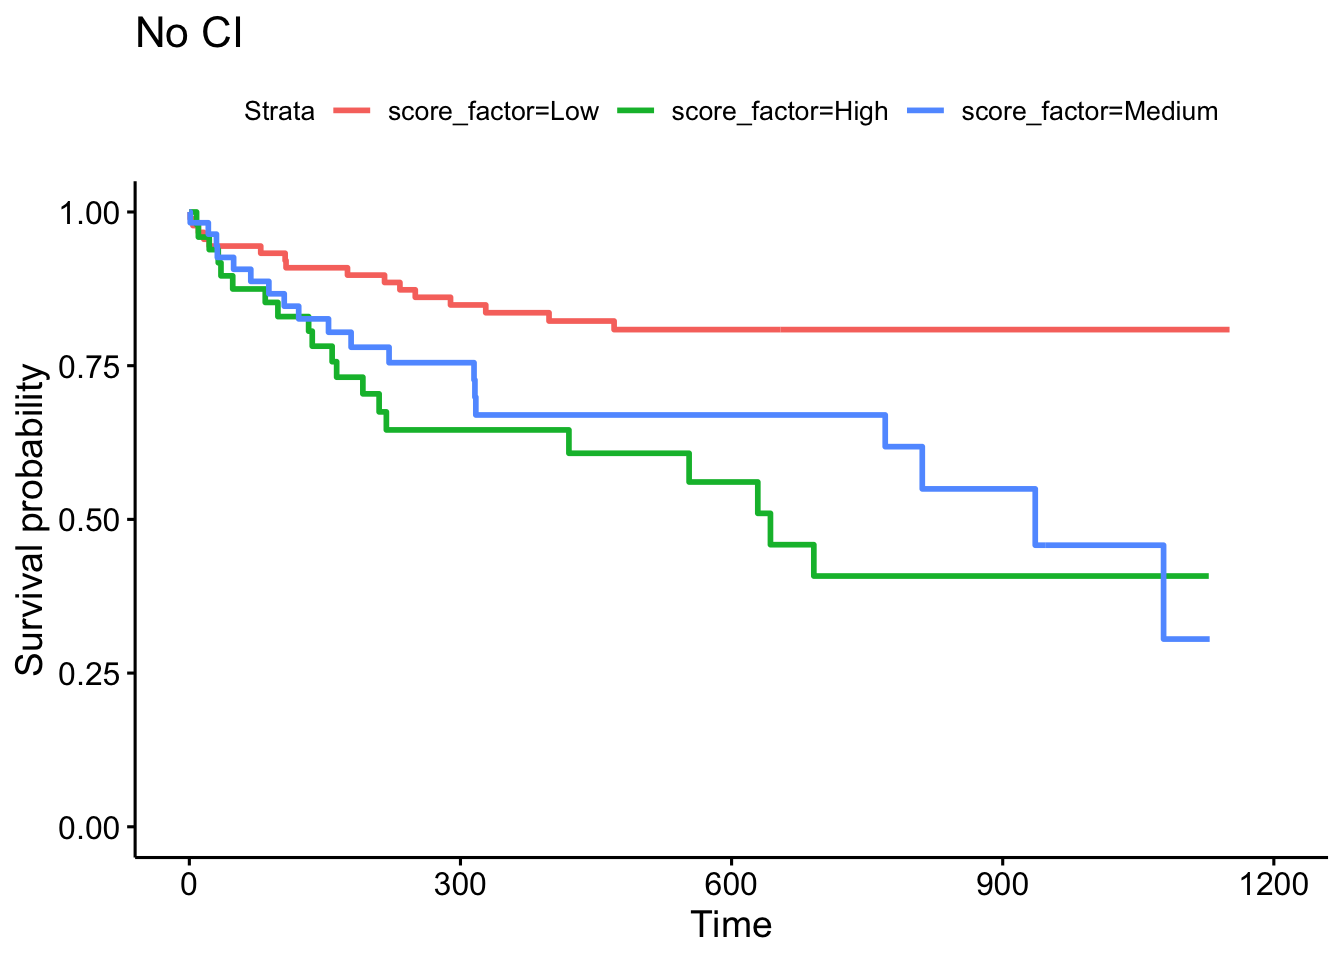 No CI
Strata score_factor=Low score_factor=High score_factor=Medium
Survival probability
1.00
0.75
0.50
0.25
0.00
0 300 600 900 1200
Time